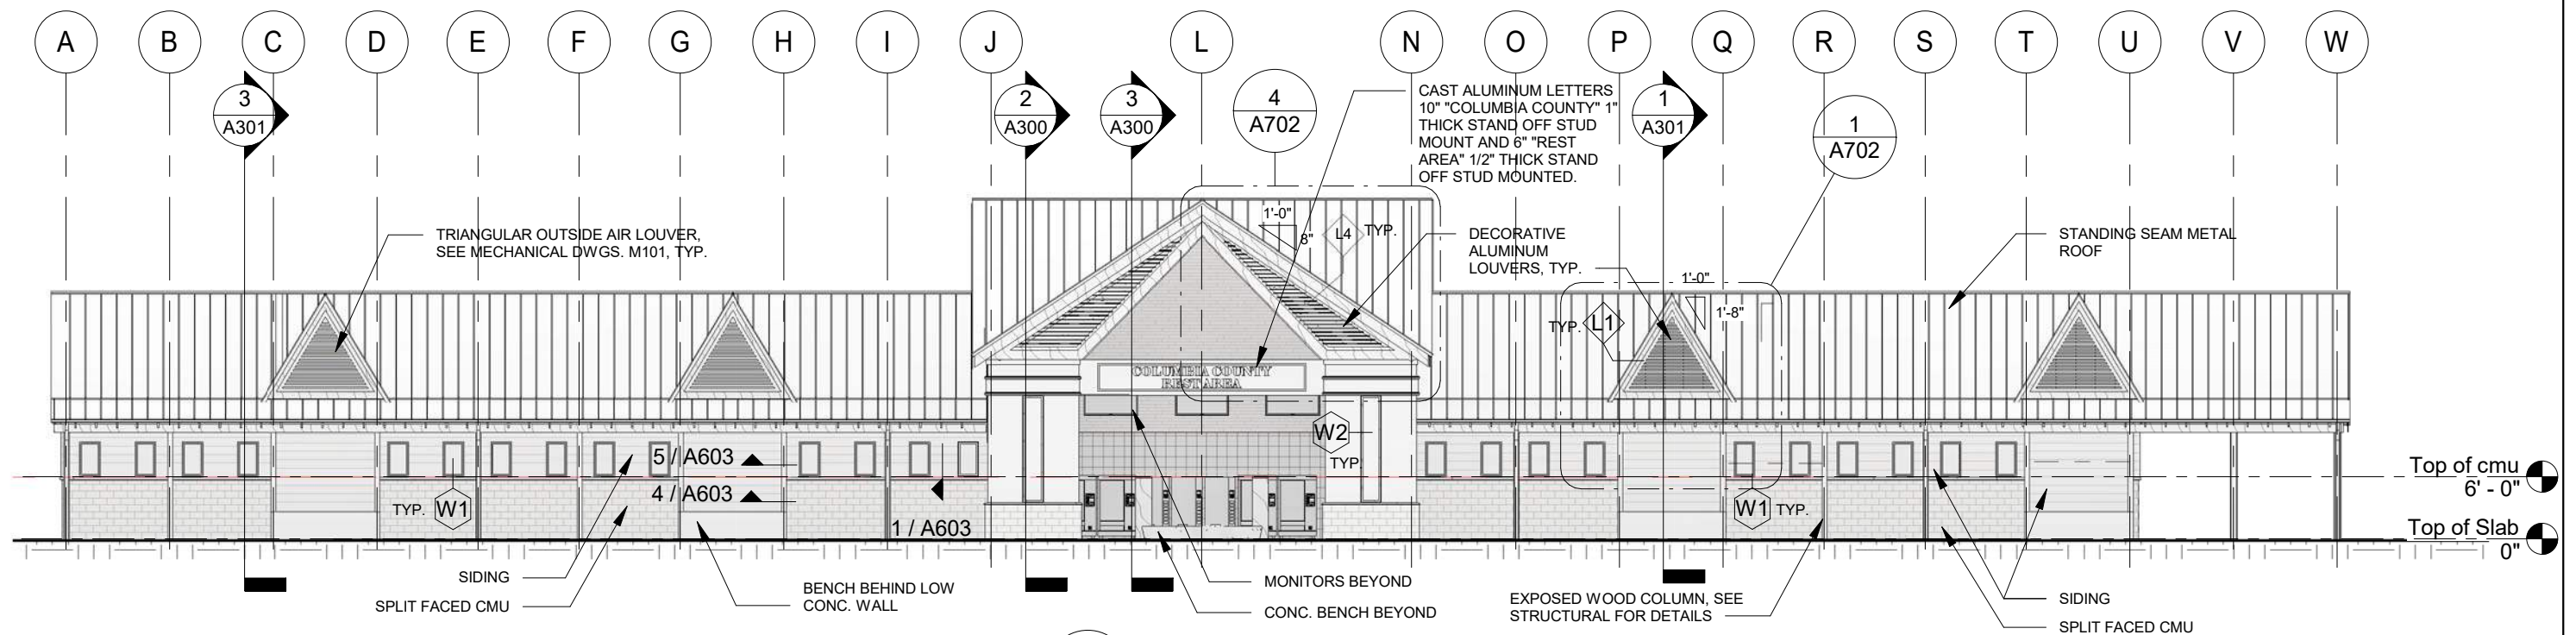 A B C D E F G H I J L N O P Q R S T U V W
3
A301
2
A300
3
A300
4
A702
CAST ALUMINUM LETTERS
10" "COLUMBIA COUNTY" 1"
THICK STAND OFF STUD
MOUNT AND 6" "REST
AREA" 1/2" THICK STAND
OFF STUD MOUNTED.
1
A301
1
A702
TRIANGULAR OUTSIDE AIR LOUVER,
SEE MECHANICAL DWGS. M101, TYP.
1'-0"
8"
L4 TYP.
DECORATIVE
ALUMINUM
LOUVERS, TYP.
STANDING SEAM METAL
ROOF
1'-0"
1'-8"
TYP. L1
COLUMBIA COUNTY
REST AREA
W2
TYP.
5 / A603
4 / A603
TYP. W1
1 / A603
W1 TYP.
Top of cmu
6' - 0"
Top of Slab
0"
SIDING
SPLIT FACED CMU
BENCH BEHIND LOW
CONC. WALL
MONITORS BEYOND
CONC. BENCH BEYOND
EXPOSED WOOD COLUMN, SEE
STRUCTURAL FOR DETAILS
SIDING
SPLIT FACED CMU